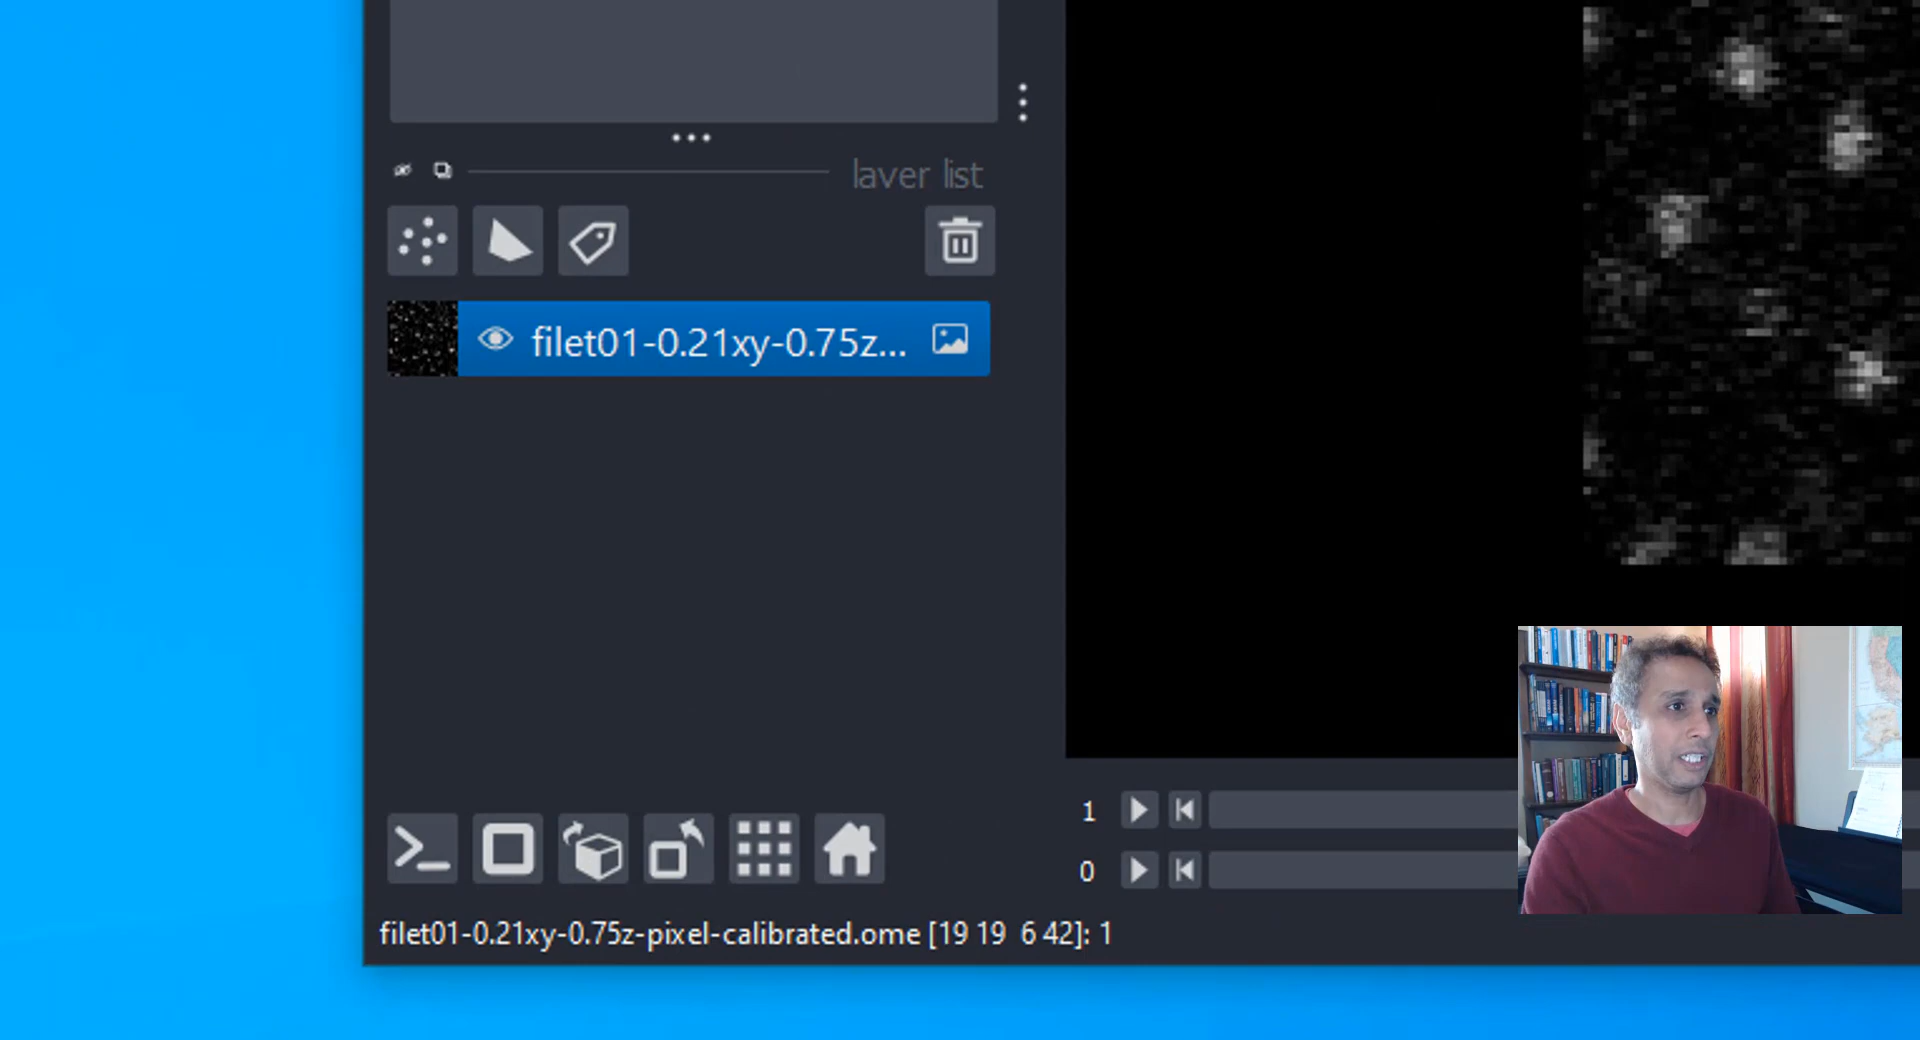 layer list
filet01-0.21xy-0.75z...
1
0
filet01-0.21xy-0.75z-pixel-calibrated.ome [19 19  6 42]: 1